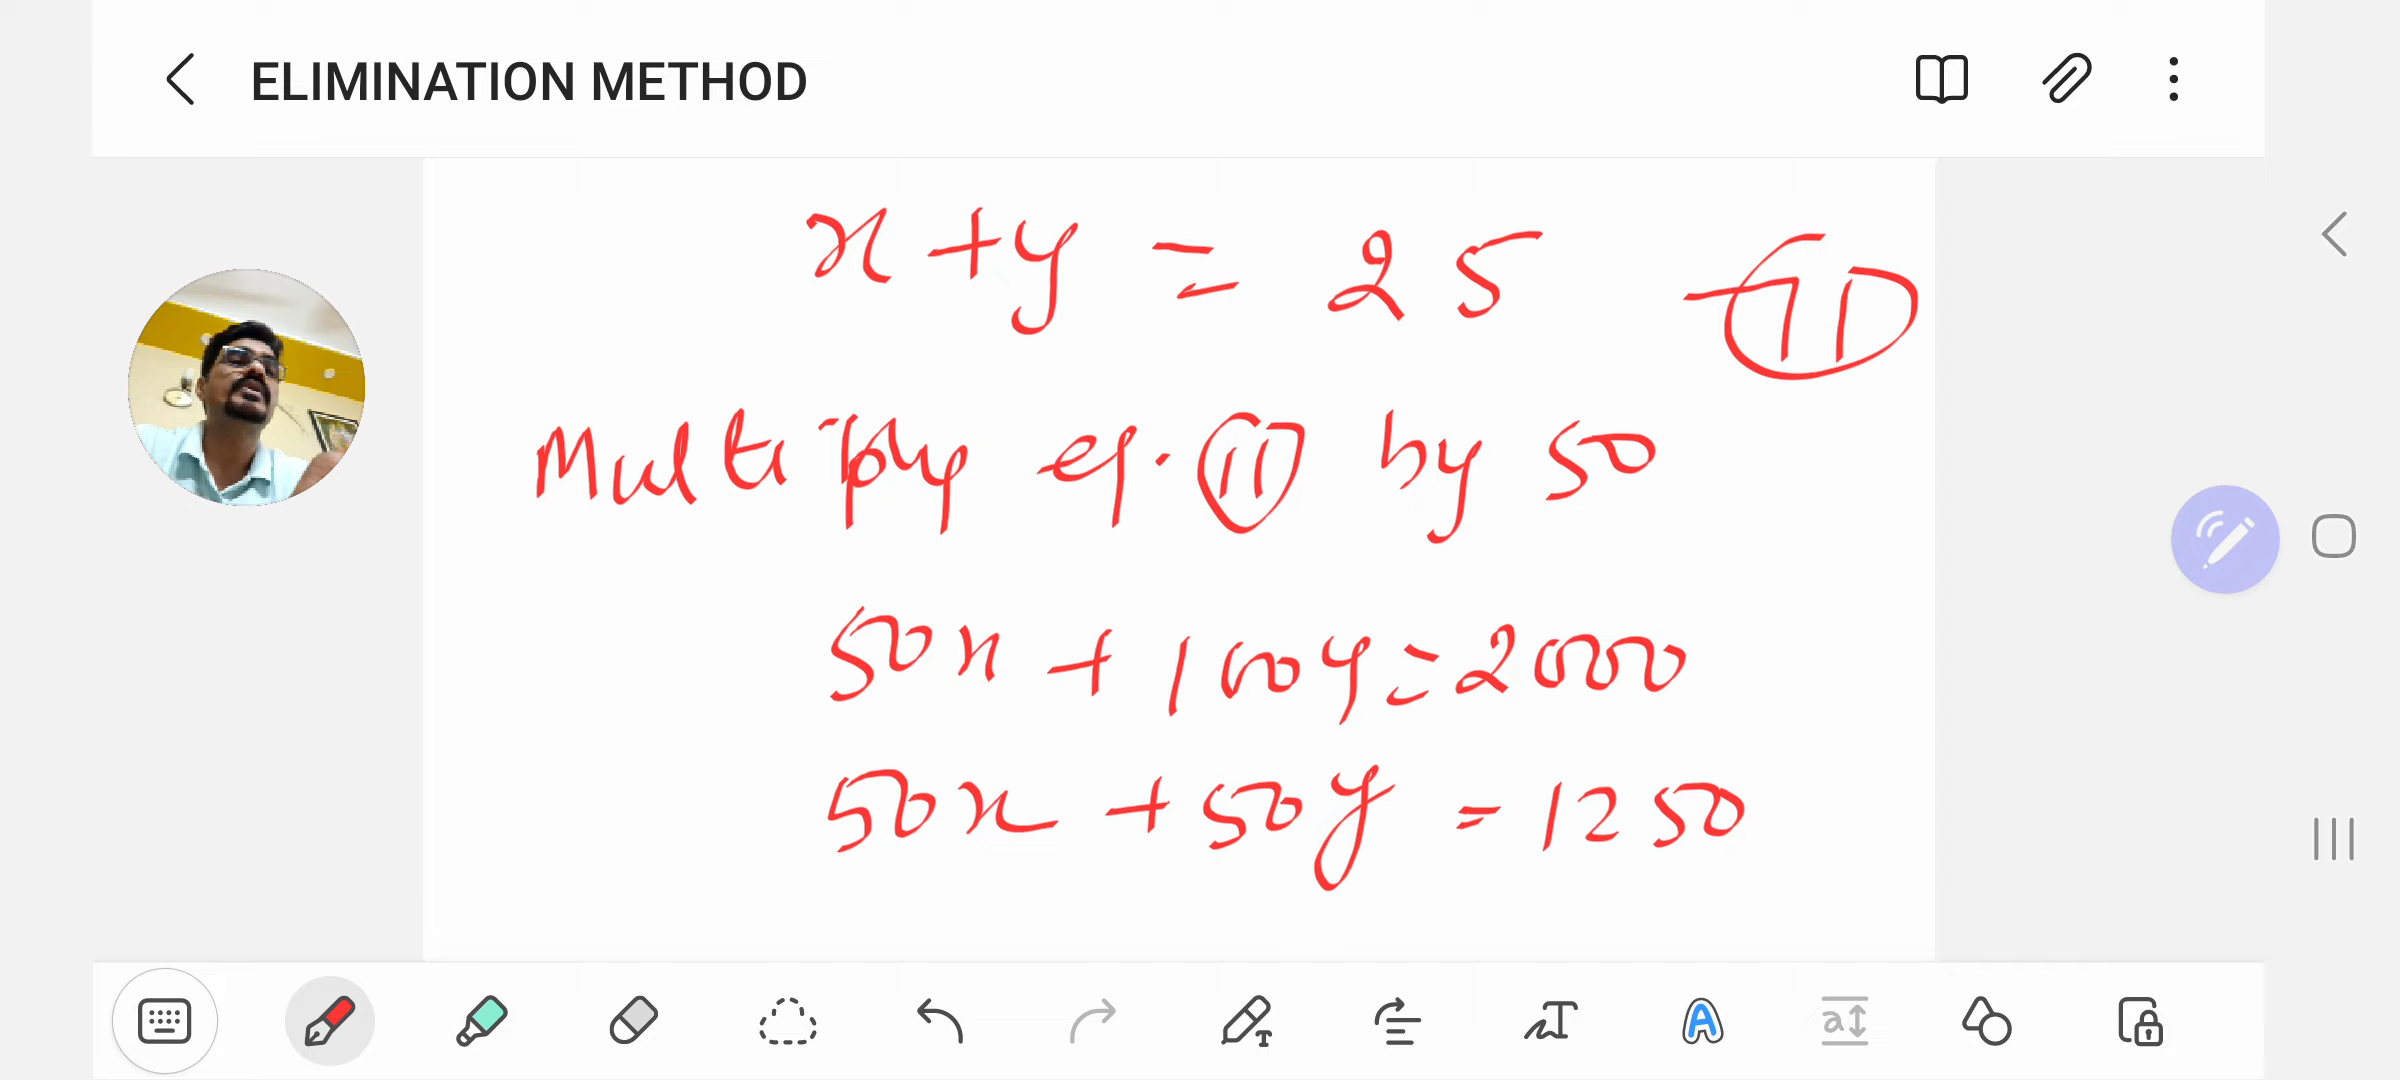 ELIMINATION METHOD
x + y = 25 - (II)
Multiply eq. (II) by 50
50x + 100y = 2000
50x + 50y = 1250
T
T
A
a